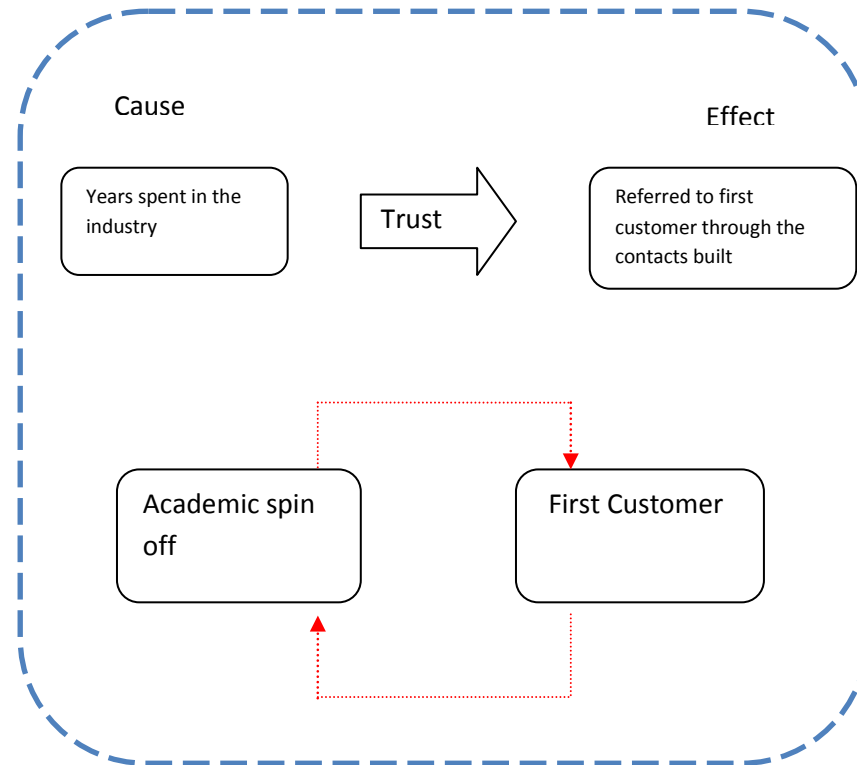 Cause
Effect
Years spent in the
industry
Trust
Referred to first
customer through the
contacts built
Academic spin
off
First Customer